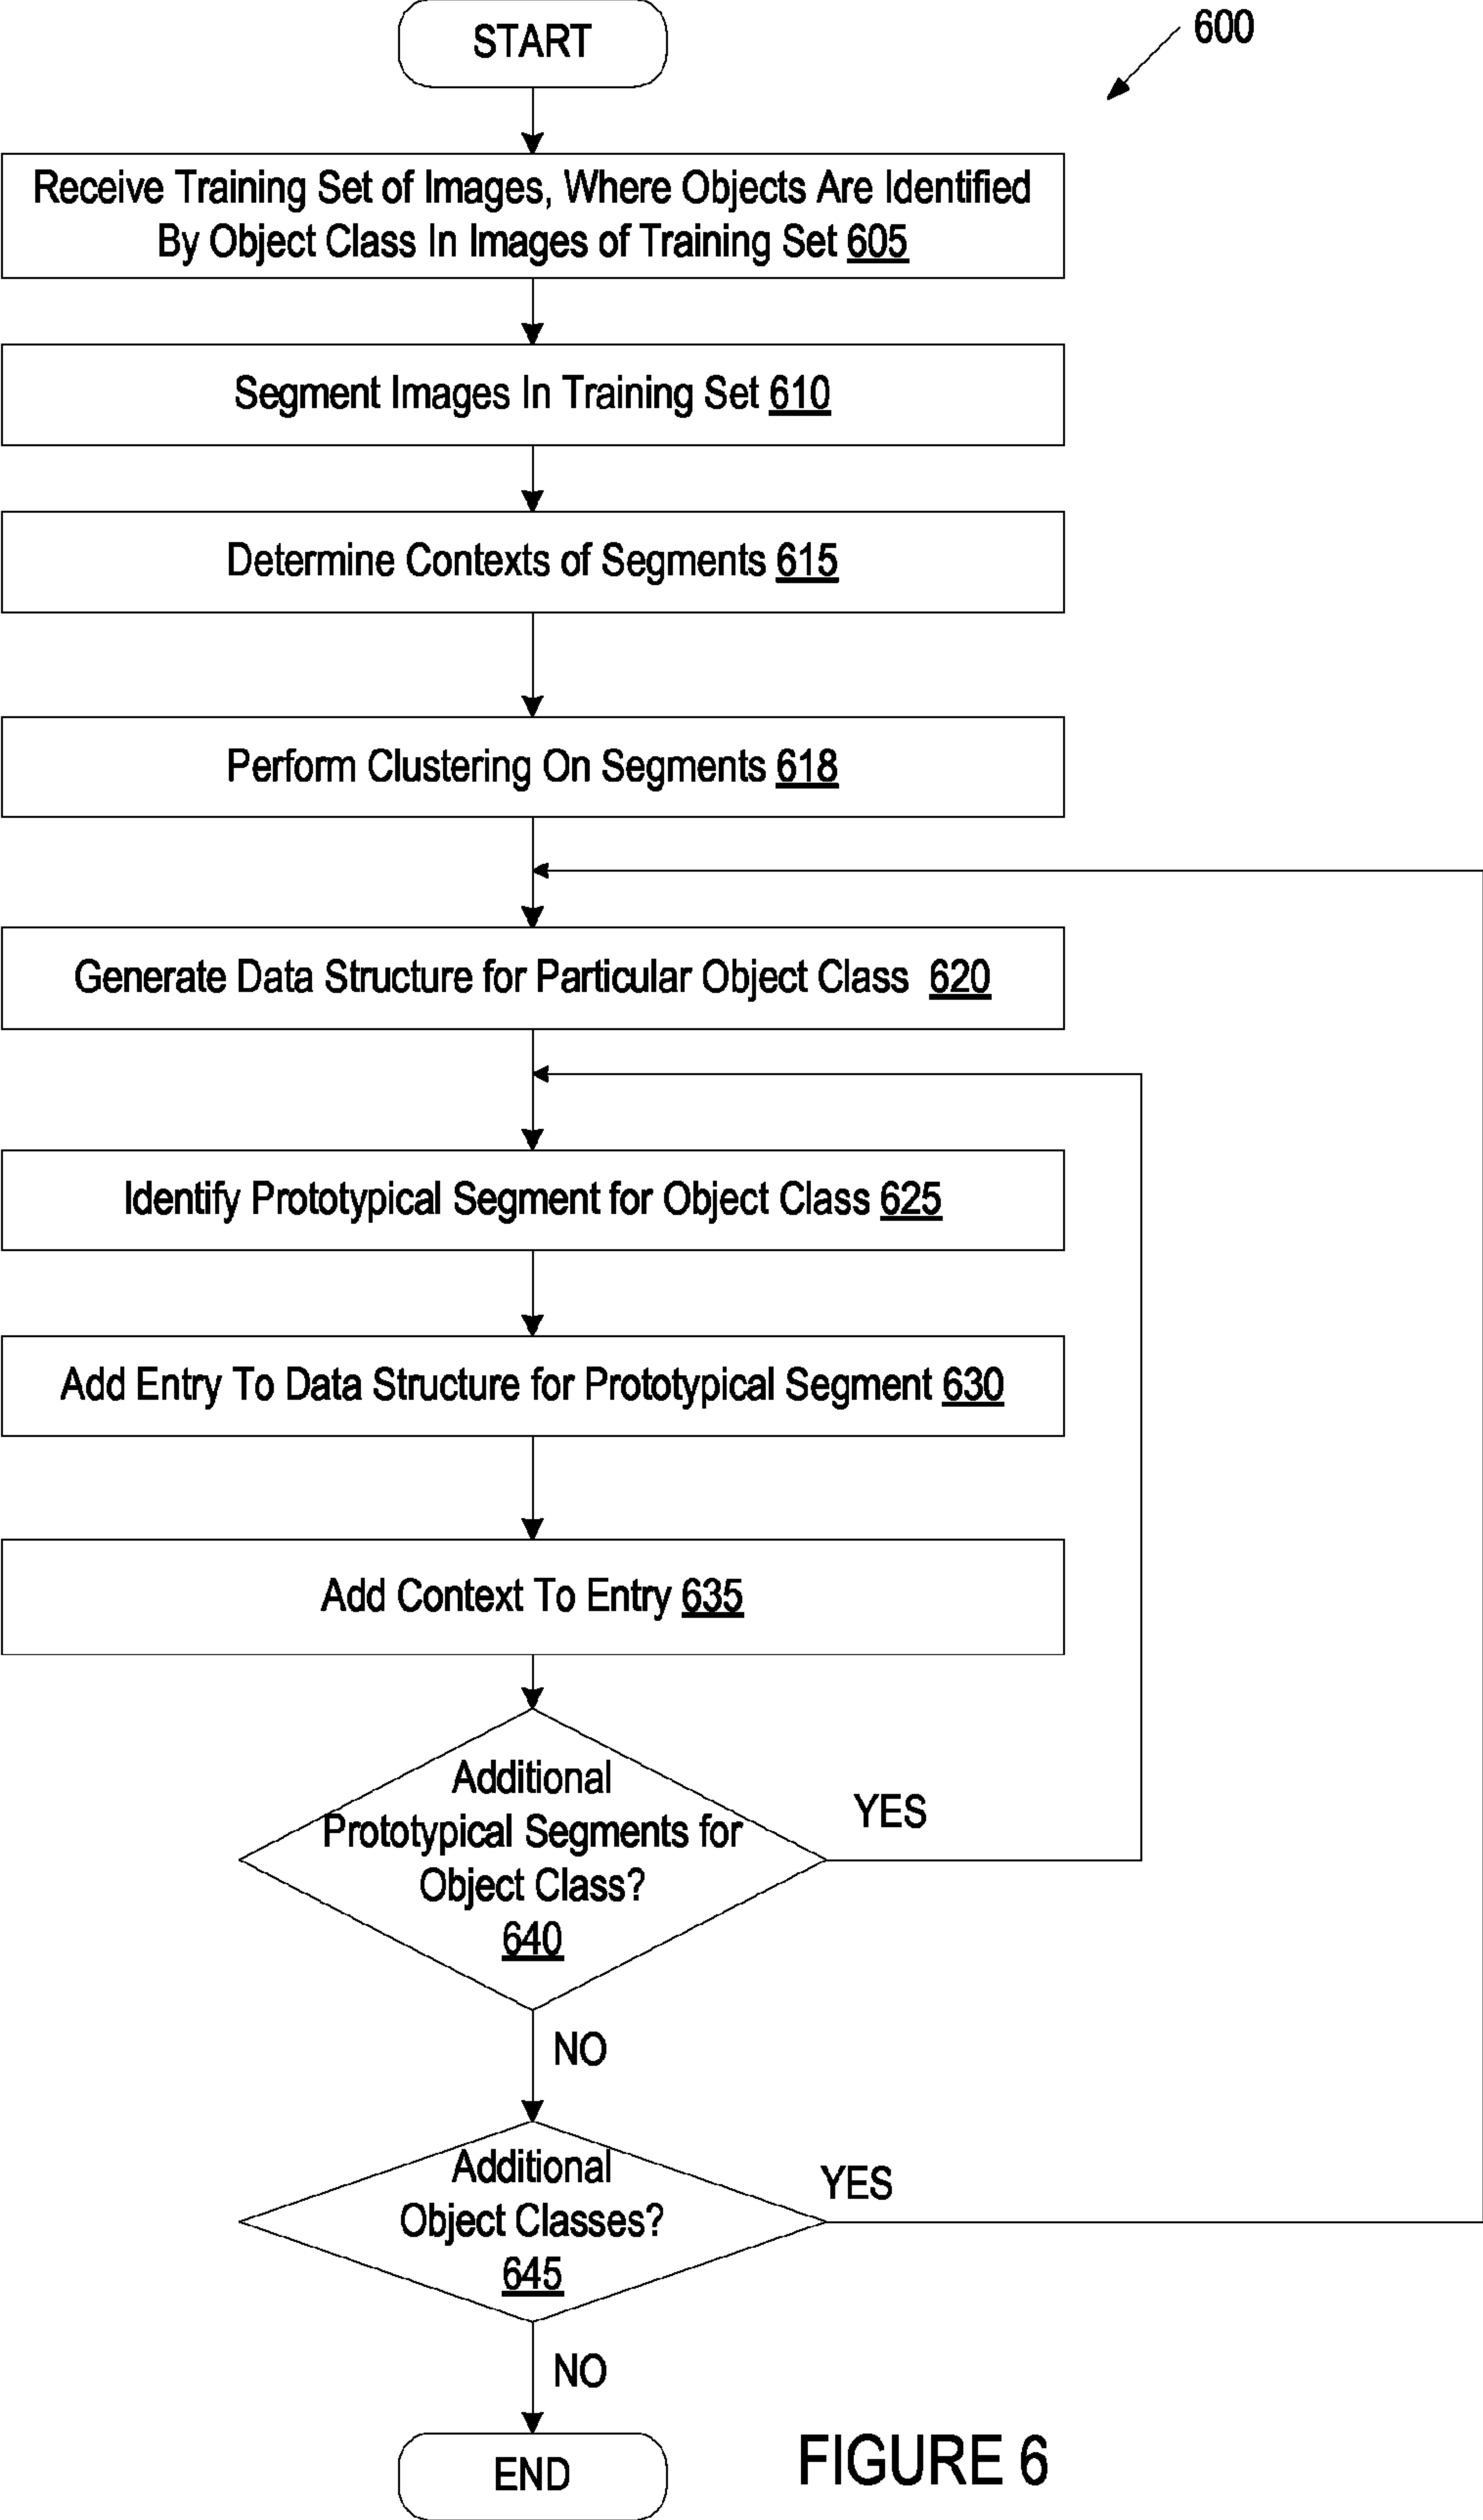 START
600
Receive Training Set of Images, Where Objects Are Identified
By Object Class In Images of Training Set 605
Segment Images In Training Set 610
Determine Contexts of Segments 615
Perform Clustering On Segments 618
Generate Data Structure for Particular Object Class 620
Identify Prototypical Segment for Object Class 625
Add Entry To Data Structure for Prototypical Segment 630
Add Context To Entry 635
Additional
Prototypical Segments for
Object Class?
640
YES
NO
Additional
Object Classes?
645
YES
NO
END
FIGURE 6